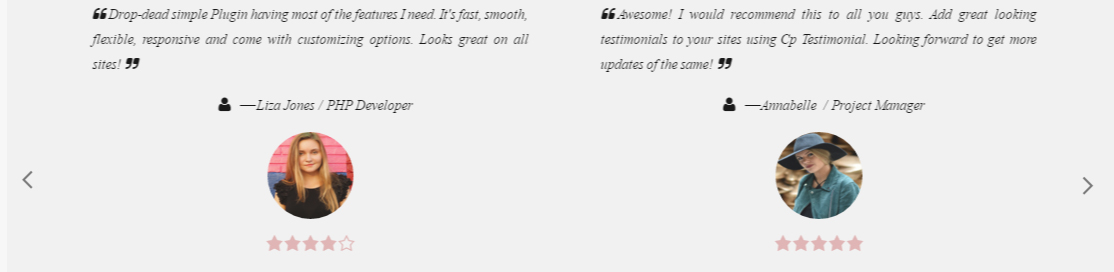 ❝Drop-dead simple Plugin having most of the features I need. It's fast, smooth,
flexible, responsive and come with customizing options. Looks great on all
sites! ❞
—Liza Jones / PHP Developer
❝Awesome! I would recommend this to all you guys. Add great looking
testimonials to your sites using Cp Testimonial. Looking forward to get more
updates of the same! ❞
—Annabelle / Project Manager